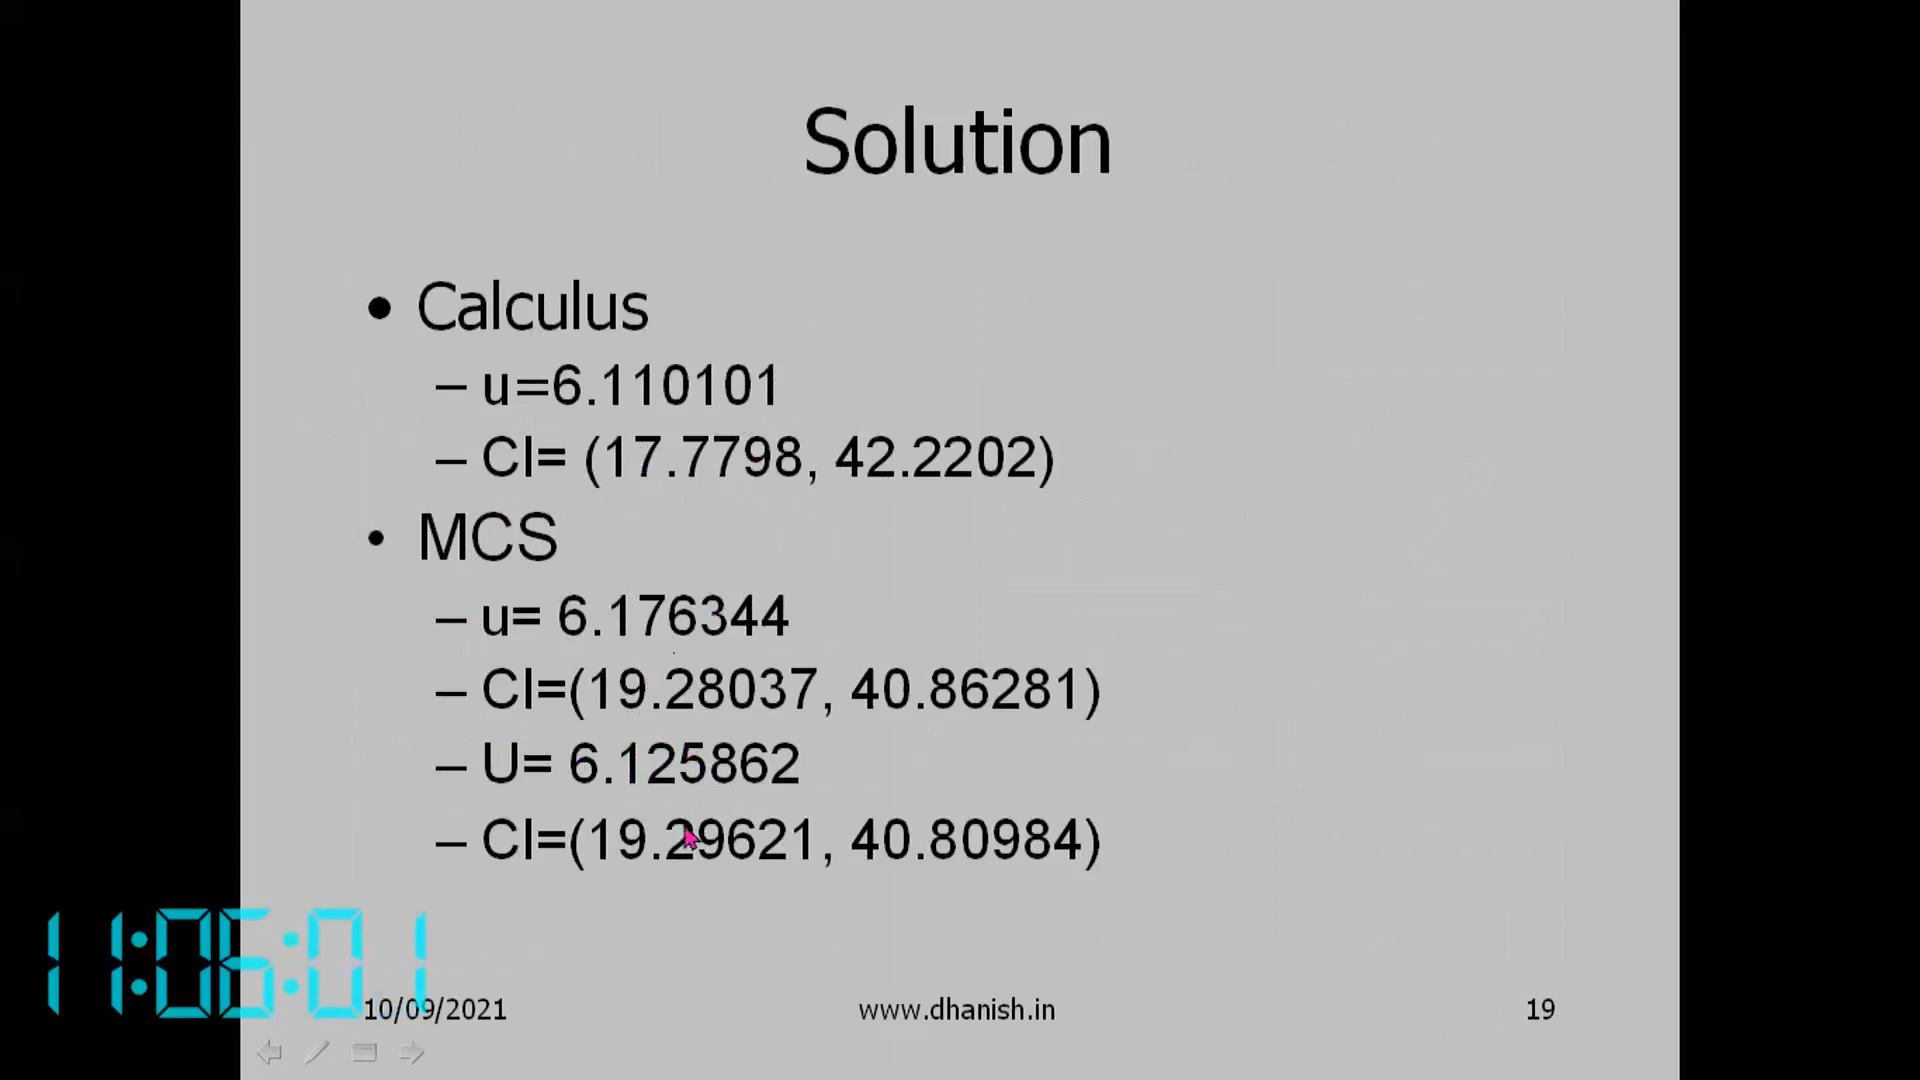 Solution
• Calculus
– u=6.110101
– CI= (17.7798, 42.2202)
• MCS
– u= 6.176344
– CI=(19.28037, 40.86281)
– U= 6.125862
– CI=(19.29621, 40.80984)
11:06:01
10/09/2021 www.dhanish.in 19